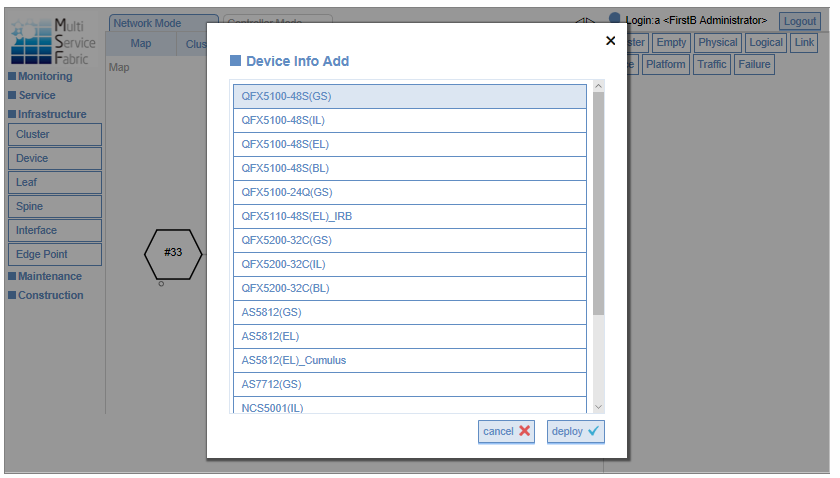 Multi
Service
Fabric
Network Mode
Controller Mode
Login:a <FirstB Administrator>
Logout
Map
Clus
ster
Empty
Physical
Logical
Link
Platform
Traffic
Failure
Map
Monitoring
Service
Infrastructure
Cluster
Device
Leaf
Spine
Interface
Edge Point
Maintenance
Construction
#33
Device Info Add
QFX5100-48S(GS)
QFX5100-48S(IL)
QFX5100-48S(EL)
QFX5100-48S(BL)
QFX5100-24Q(GS)
QFX5110-48S(EL)_IRB
QFX5200-32C(GS)
QFX5200-32C(IL)
QFX5200-32C(BL)
AS5812(GS)
AS5812(EL)
AS5812(EL)_Cumulus
AS7712(GS)
NCS5001(IL)
cancel
deploy